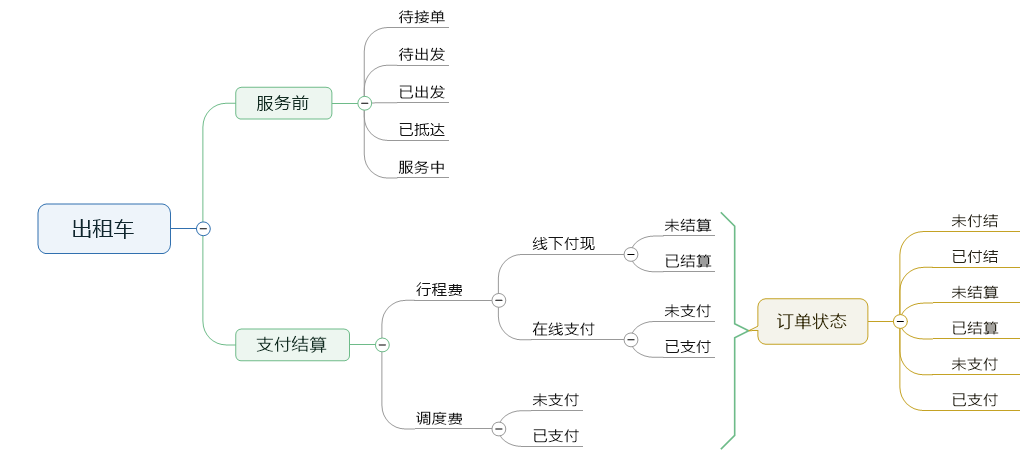 出租车
服务前
待接单
待出发
已出发
已抵达
服务中
支付结算
行程费
线下付现
未结算
已结算
在线支付
未支付
已支付
调度费
未支付
已支付
订单状态
未付结
已付结
未结算
已结算
未支付
已支付